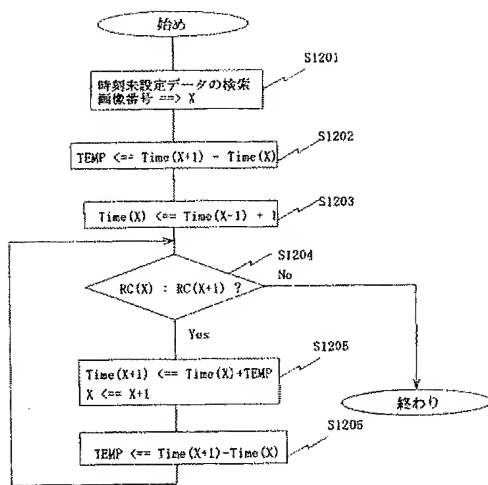 始め
S1201
時刻未設定データの検索
画像番号 ==> X
S1202
TEMP <== Time(X+1) - Time(X)
S1203
Time(X) <== Time(X-1) + 1
S1204
RC(X) : RC(X+1) ?
No
Yes
S1205
Time(X+1) <== Time(X)+TEMP
X <== X+1
終わり
S1206
TEMP <== Time(X+1)-Time(X)